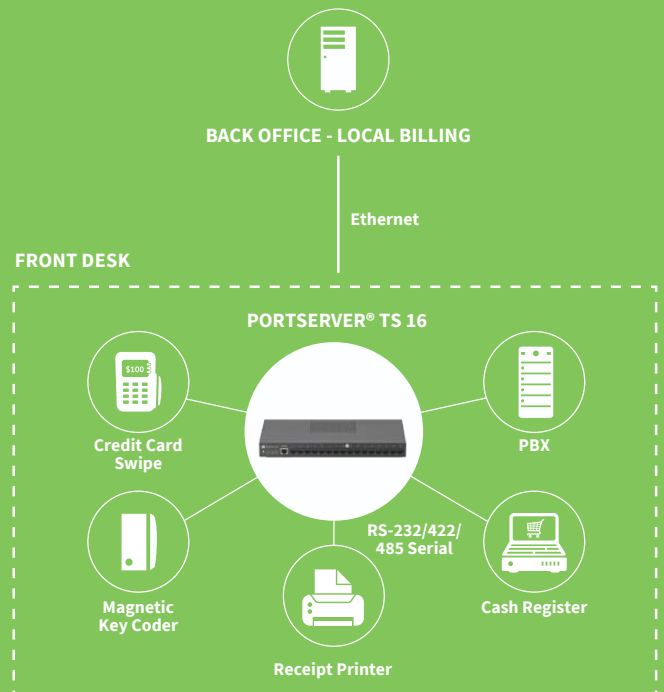 BACK OFFICE - LOCAL BILLING
Ethernet
FRONT DESK
PORTSERVER® TS 16
$100
Credit Card
Swipe
PBX
RS-232/422/
485 Serial
Magnetic
Key Coder
Cash Register
Receipt Printer